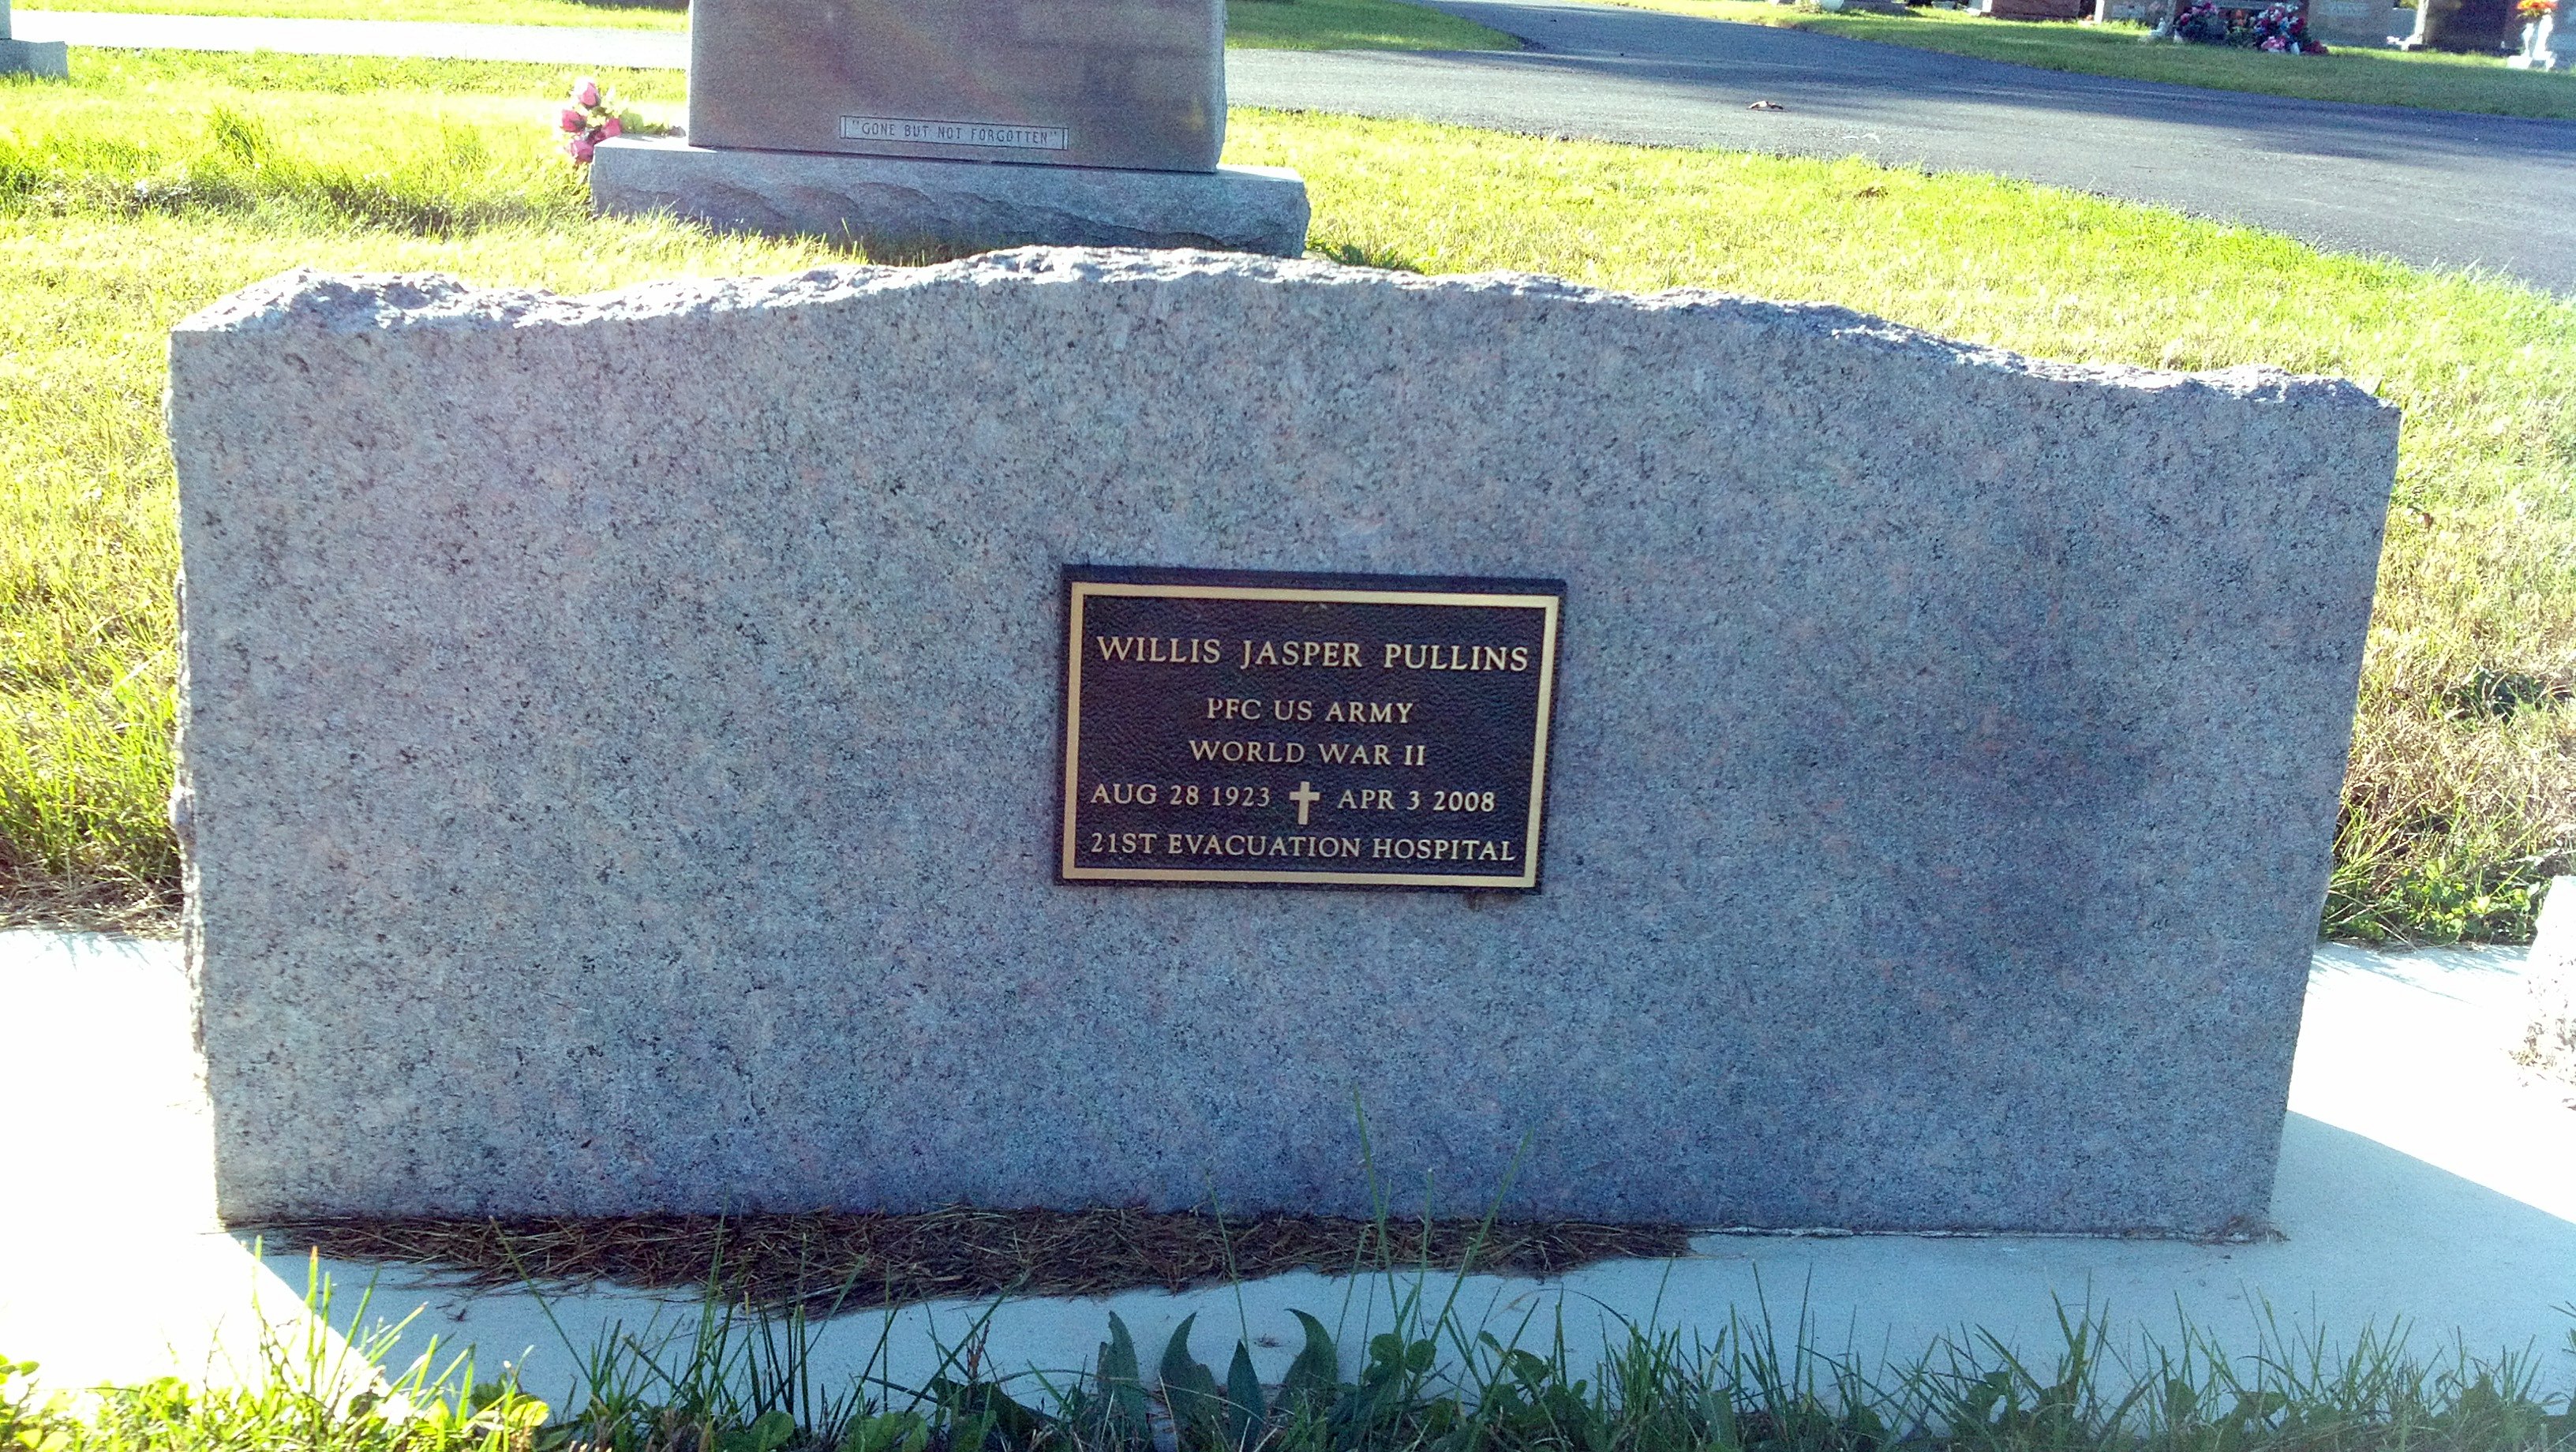 "GONE BUT NOT FORGOTTEN"
WILLIS JASPER PULLINS
PFC US ARMY
WORLD WAR II
AUG 28 1923 ✝ APR 3 2008
21ST EVACUATION HOSPITAL